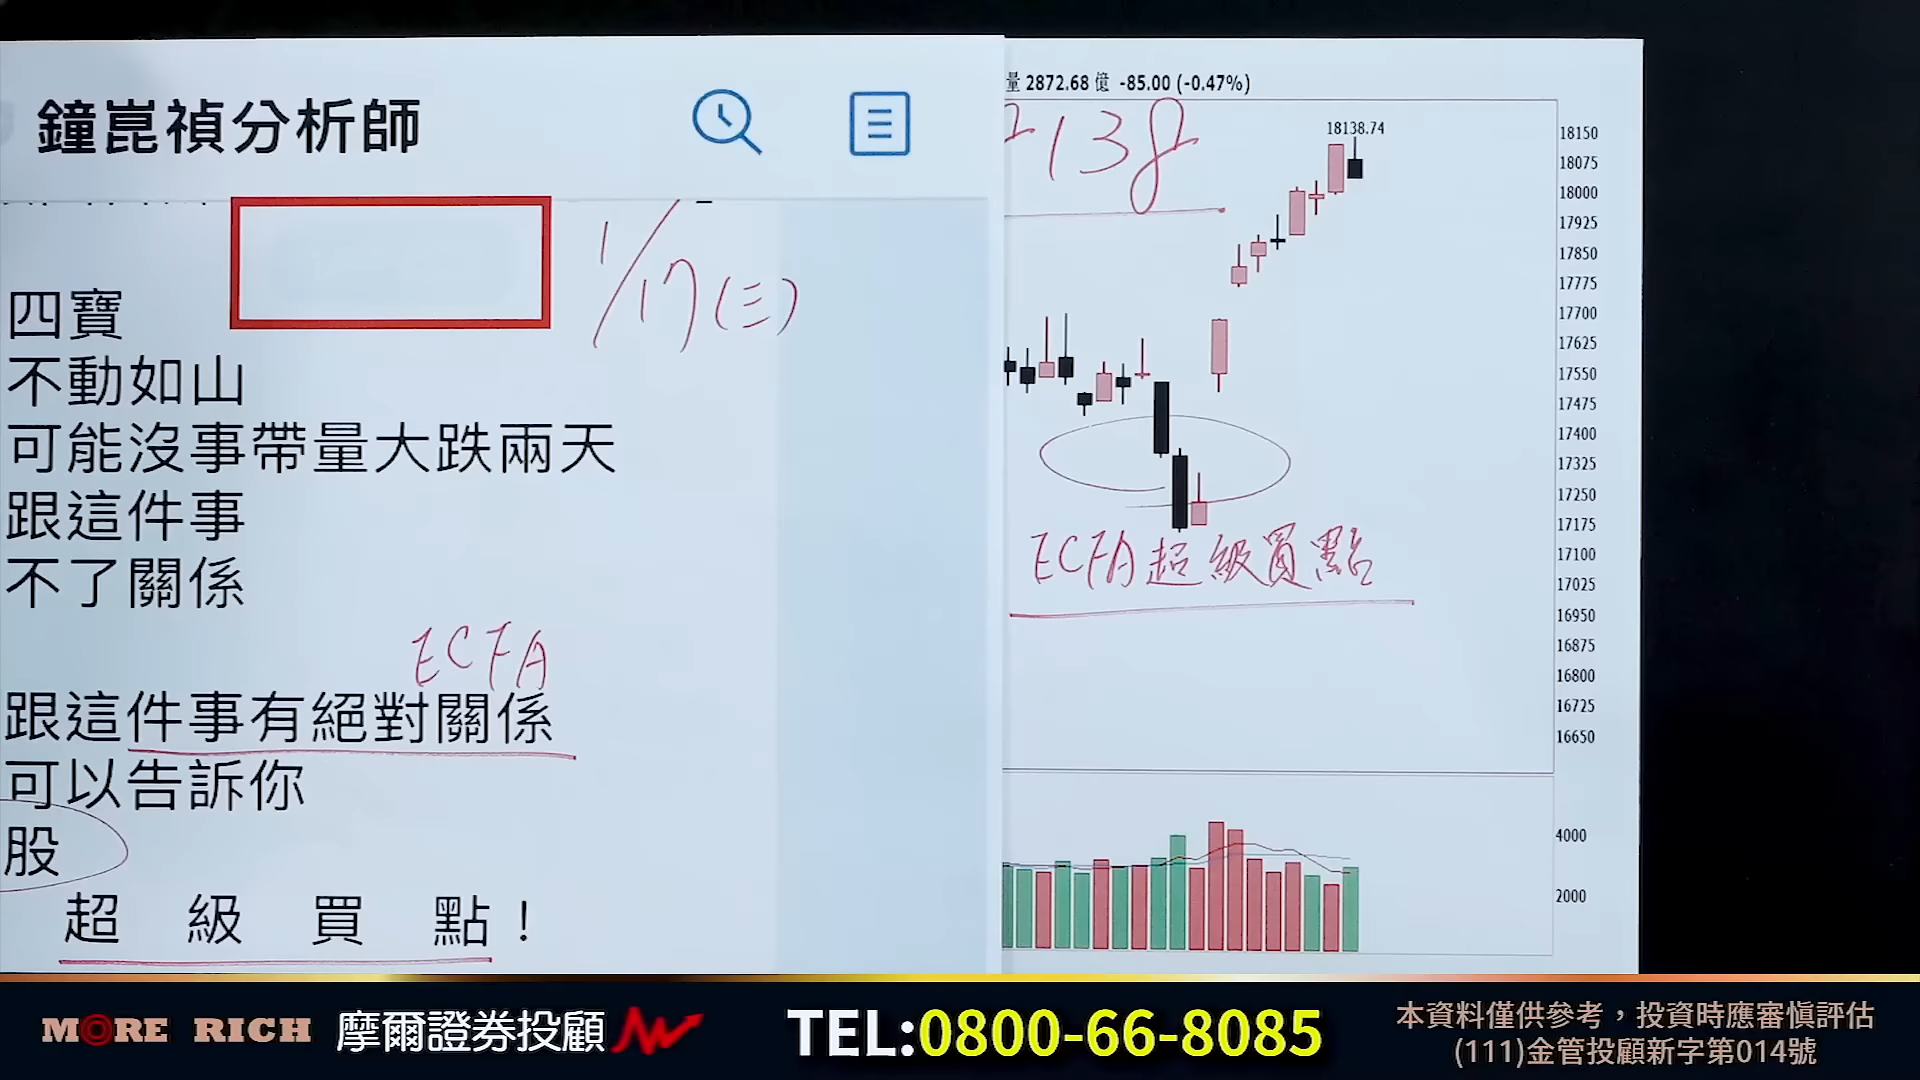 鐘崑禎分析師
1/17(三)
四寶
不動如山
可能沒事帶量大跌兩天
跟這件事
不了關係
ECFA
跟這件事有絕對關係
可以告訴你
股
超 級 買 點！
量 2872.68 億 -85.00 (-0.47%)
138
18138.74
18150
18075
18000
17925
17850
17775
17700
17625
17550
17475
17400
17325
17250
17175
17100
17025
16950
16875
16800
16725
16650
ECFA超級買點
4000
2000
MORE RICH 摩爾證券投顧
TEL:0800-66-8085
本資料僅供參考，投資時應審慎評估
(111)金管投顧新字第014號